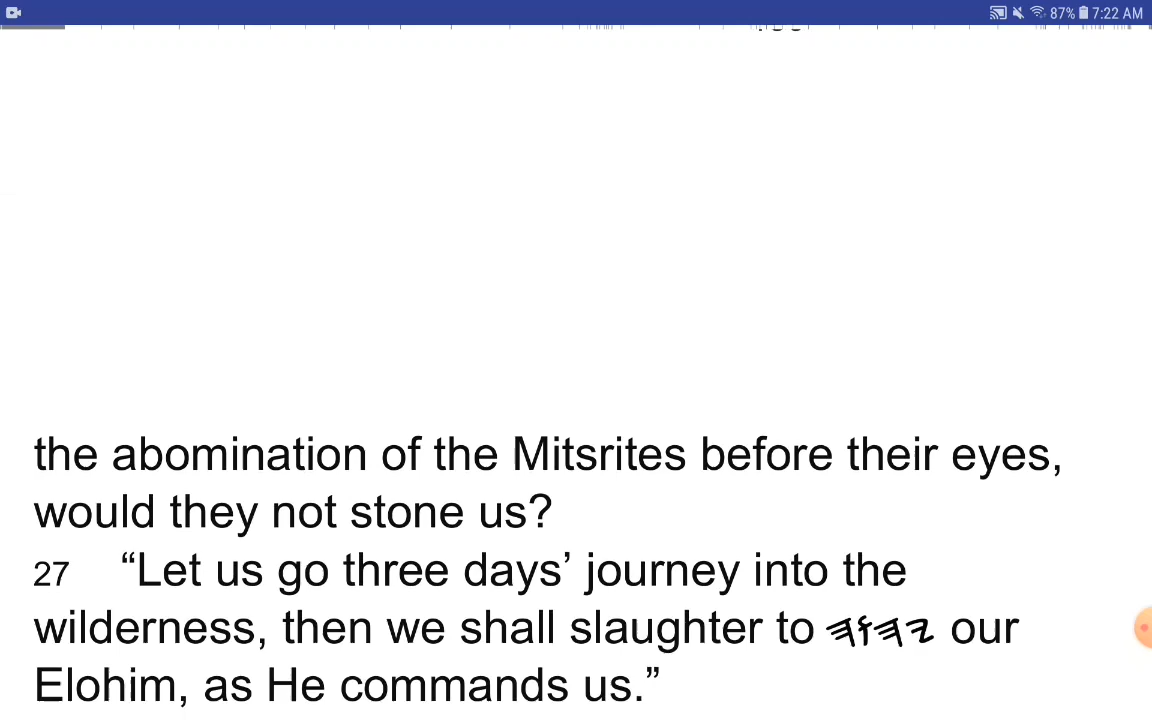 87% 7:22 AM
the abomination of the Mitsrites before their eyes,
would they not stone us?
27 “Let us go three days’ journey into the
wilderness, then we shall slaughter to 𐤉𐤄𐤅𐤄 our
Elohim, as He commands us.”